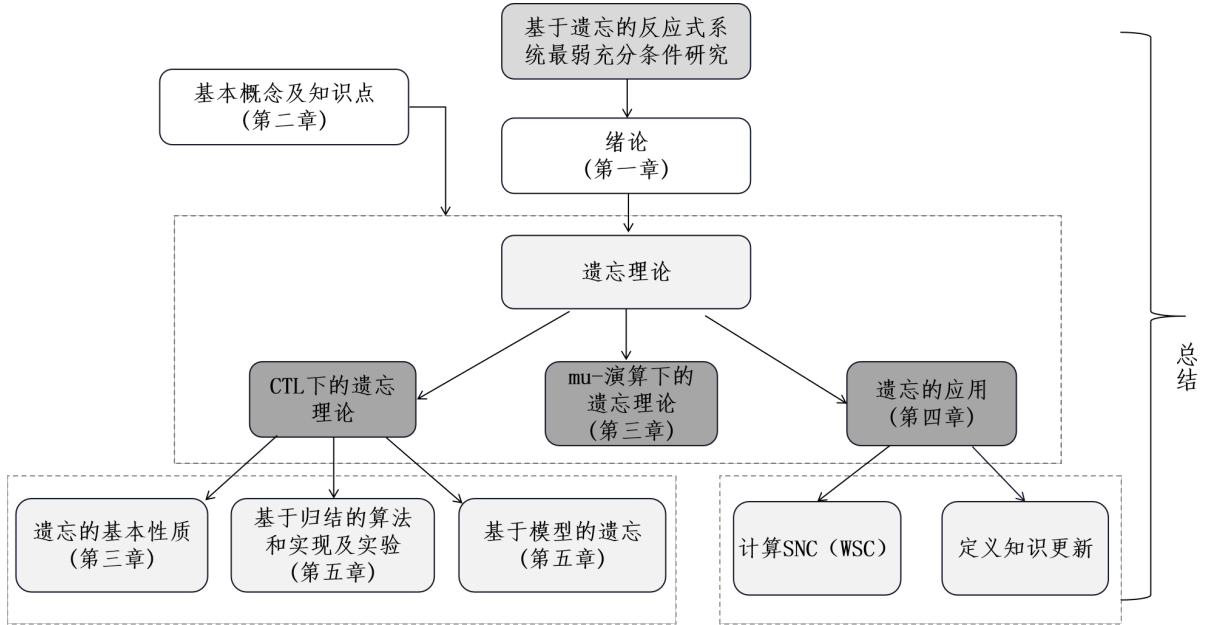 基于遗忘的反应式系
统最弱充分条件研究
基本概念及知识点
(第二章)
绪论
(第一章)
遗忘理论
CTL下的遗忘
理论
mu-演算下的
遗忘理论
(第三章)
遗忘的应用
(第四章)
遗忘的基本性质
(第三章)
基于归结的算法
和实现及实验
(第五章)
基于模型的遗忘
(第五章)
计算SNC（WSC）
定义知识更新
总
结